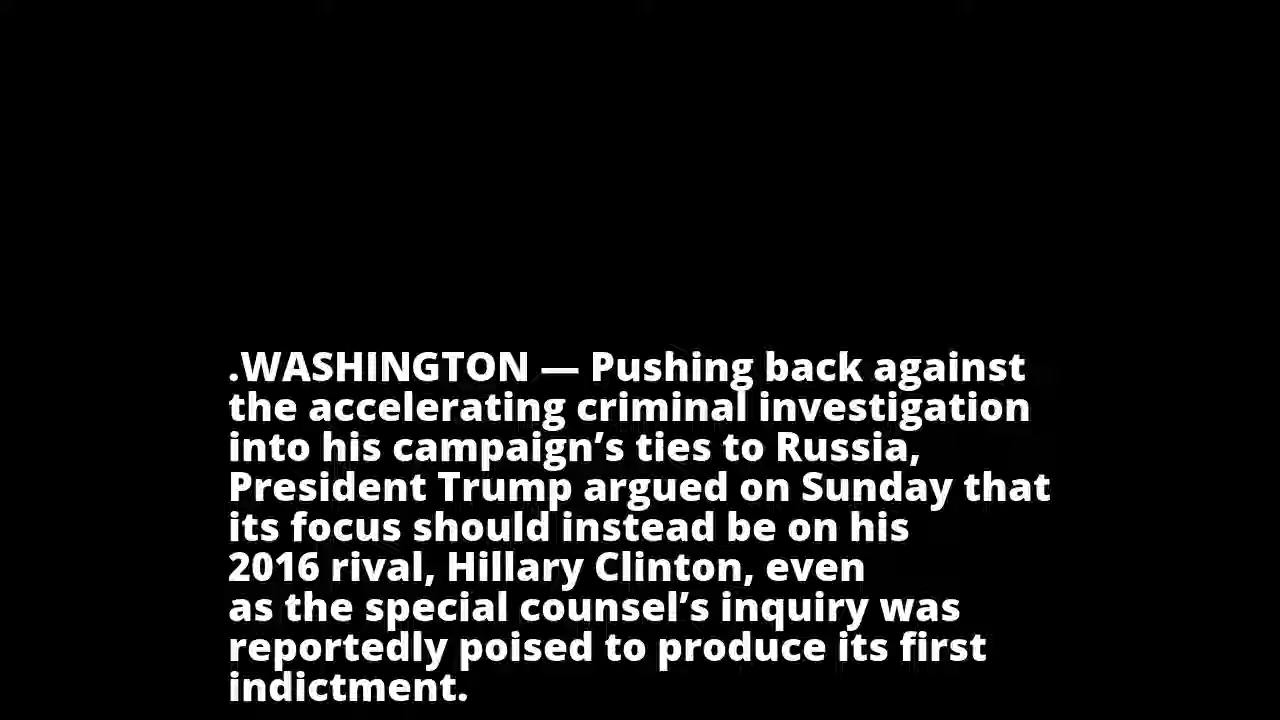 .WASHINGTON — Pushing back against
the accelerating criminal investigation
into his campaign’s ties to Russia,
President Trump argued on Sunday that
its focus should instead be on his
2016 rival, Hillary Clinton, even
as the special counsel’s inquiry was
reportedly poised to produce its first
indictment.